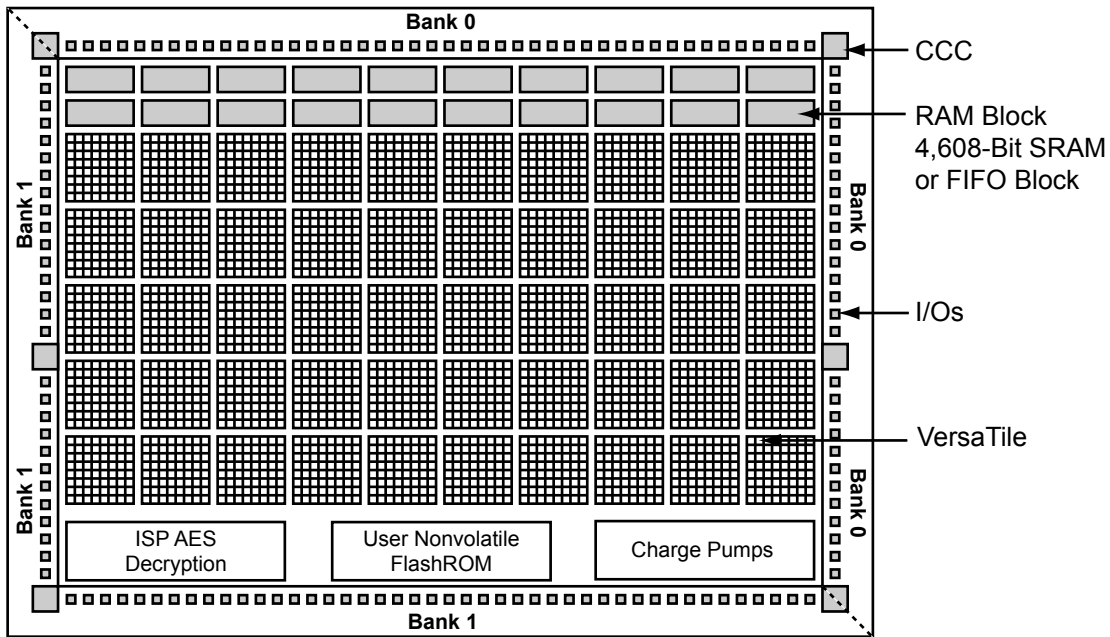 Bank 0
CCC
RAM Block
4,608-Bit SRAM
or FIFO Block
Bank 1
Bank 0
I/Os
VersaTile
Bank 1
Bank 0
ISP AES
Decryption
User Nonvolatile
FlashROM
Charge Pumps
Bank 1